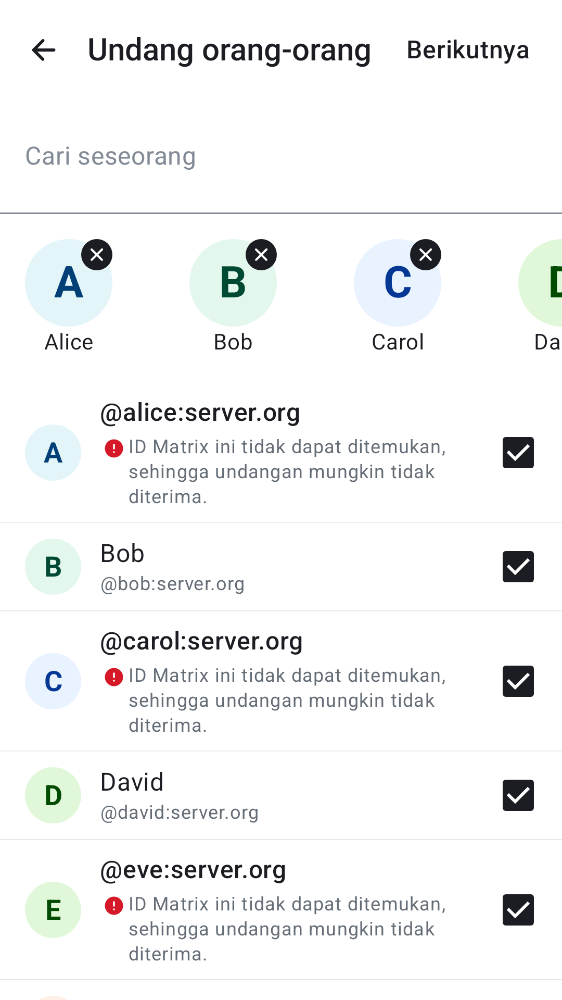 Undang orang-orang
Berikutnya
Cari seseorang
A
B
C
Alice
Bob
Carol
Da
A
@alice:server.org
ID Matrix ini tidak dapat ditemukan,
sehingga undangan mungkin tidak
diterima.
B
Bob
@bob:server.org
C
@carol:server.org
ID Matrix ini tidak dapat ditemukan,
sehingga undangan mungkin tidak
diterima.
D
David
@david:server.org
E
@eve:server.org
ID Matrix ini tidak dapat ditemukan,
sehingga undangan mungkin tidak
diterima.